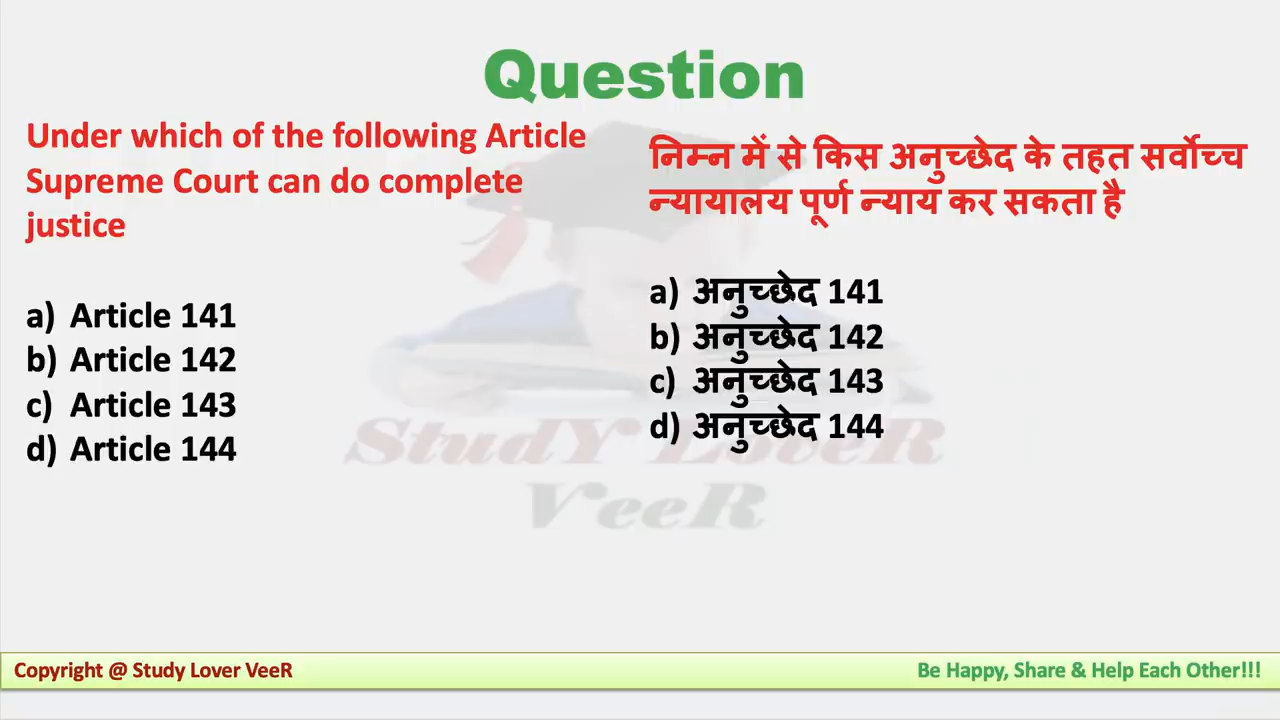 Question
Under which of the following Article
Supreme Court can do complete
justice
a) Article 141
b) Article 142
c) Article 143
d) Article 144
निम्न में से किस अनुच्छेद के तहत सर्वोच्च
न्यायालय पूर्ण न्याय कर सकता है
a) अनुच्छेद 141
b) अनुच्छेद 142
c) अनुच्छेद 143
d) अनुच्छेद 144
StudY LoveR
VeeR
Copyright @ Study Lover VeeR
Be Happy, Share & Help Each Other!!!